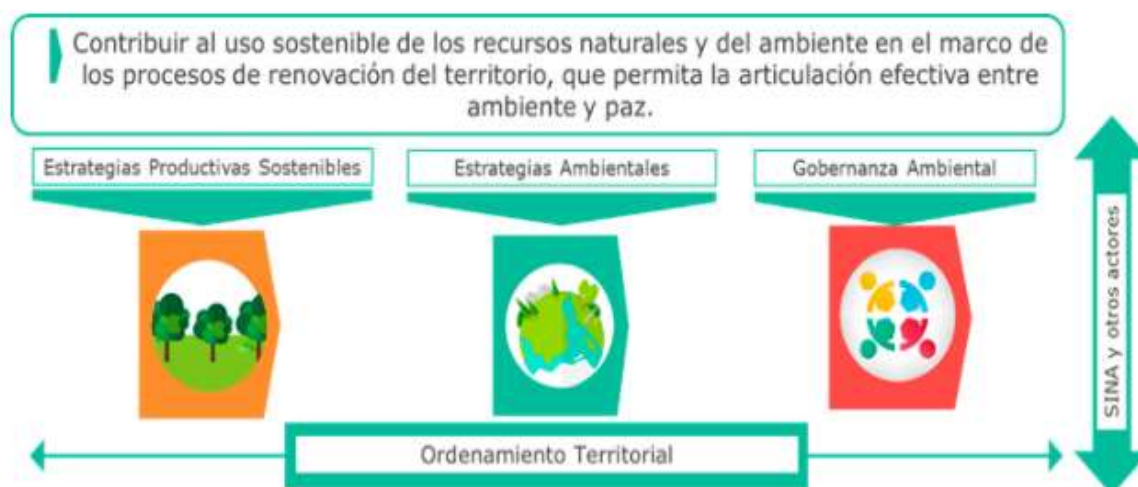 Contribuir al uso sostenible de los recursos naturales y del ambiente en el marco de
los procesos de renovación del territorio, que permita la articulación efectiva entre
ambiente y paz.
Estrategias Productivas Sostenibles
Estrategias Ambientales
Gobernanza Ambiental
SINA y otros actores
Ordenamiento Territorial